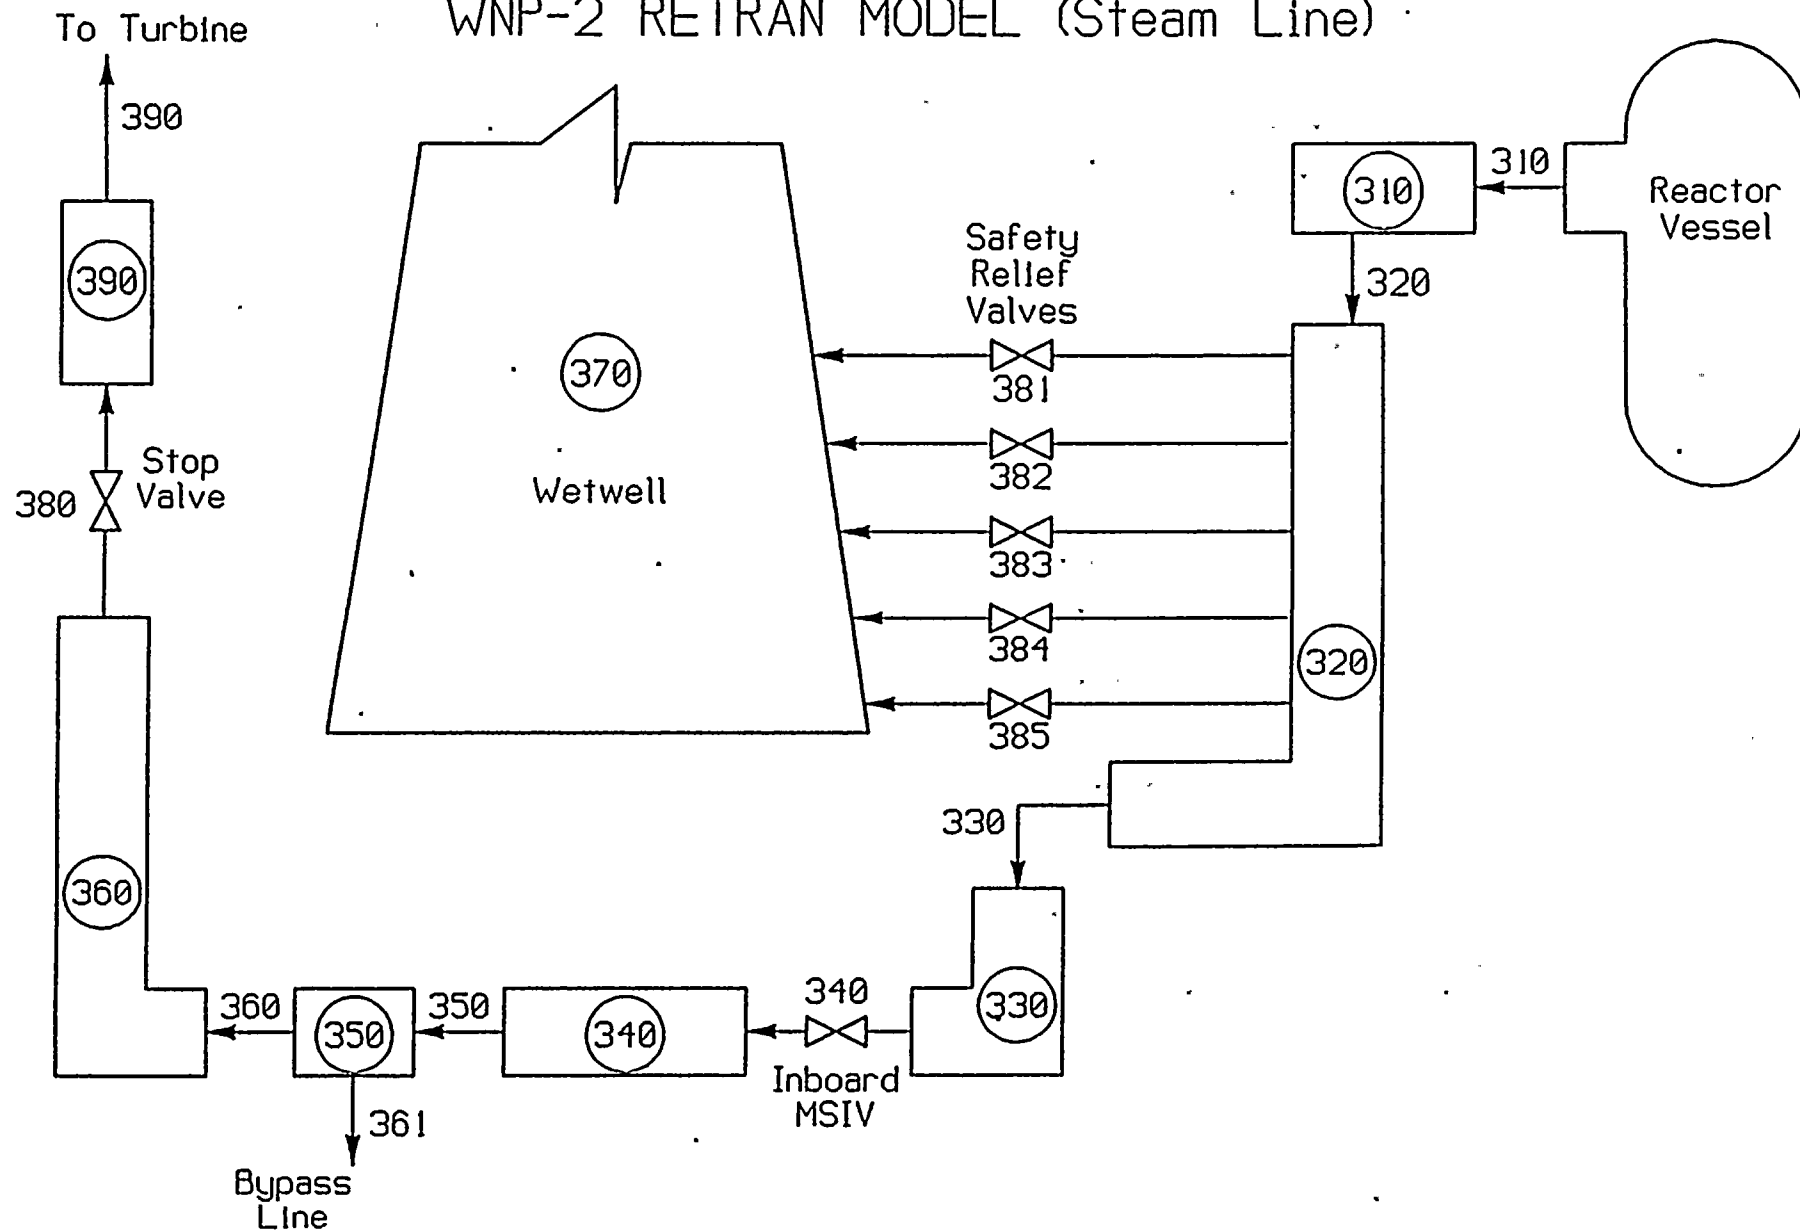 WNP-2 RETRAN MODEL (Steam Line)
To Turbine
390
390
Stop
Valve
380
360
360
350
361
Bypass
Line
350
340
340
Inboard
MSIV
330
330
370
Wetwell
Safety
Relief
Valves
381
382
383
384
385
320
320
310
310
Reactor
Vessel